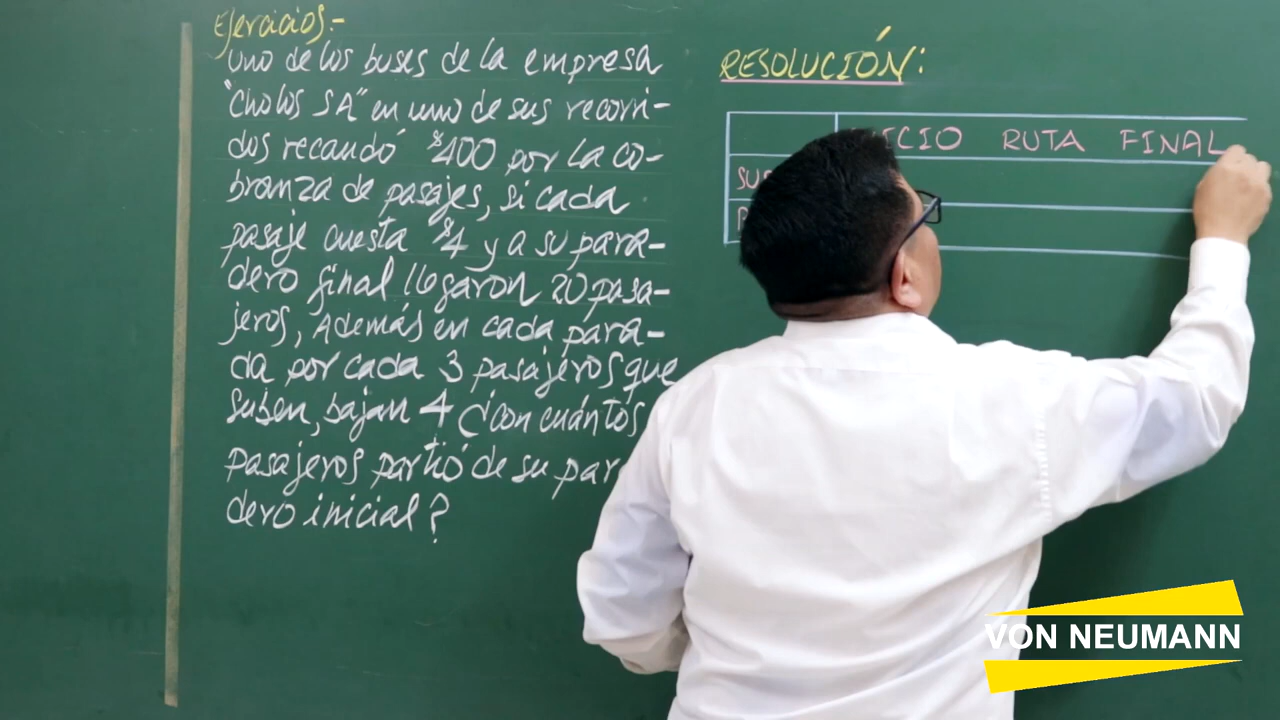 Ejercicios:-
Uno de los buses de la empresa
"Cholos SA" en uno de sus recorri-
dos recaudó $400 por la co-
branza de pasajes, si cada
pasaje cuesta $4 y a su para-
dero final llegaron 20 pasa-
jeros, Además en cada para-
da por cada 3 pasajeros que
suben, bajan 4 ¿con cuántos
pasajeros partió de su par
dero inicial?
RESOLUCIÓN:
ICIO RUTA FINAL
SU
VON NEUMANN